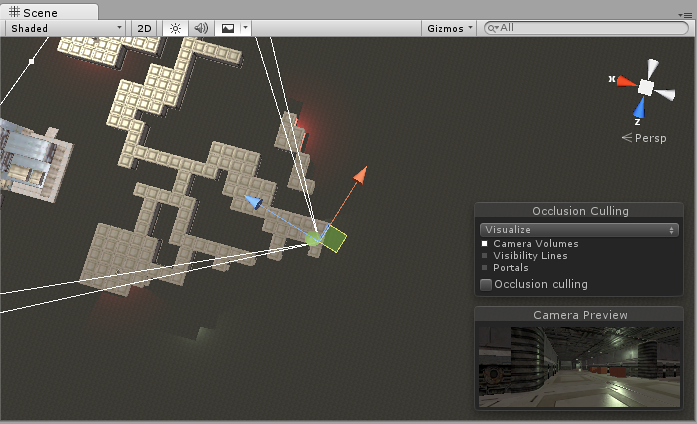 Scene
Shaded 2D Gizmos All
x
z
Persp
Occlusion Culling
Visualize
Camera Volumes
Visibility Lines
Portals
Occlusion culling
Camera Preview